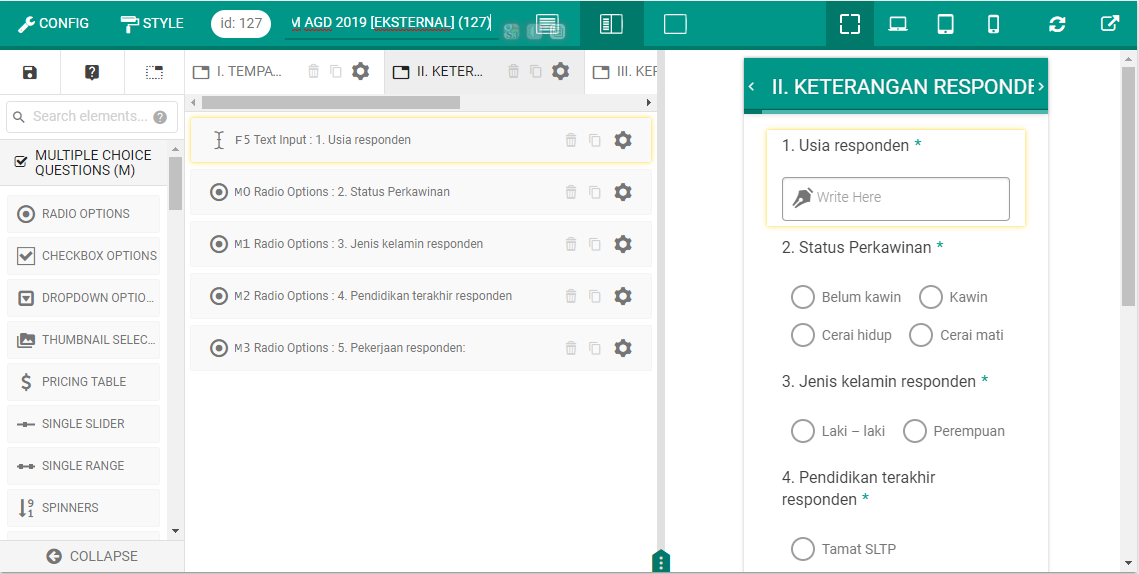 CONFIG
STYLE
id: 127
M AGD 2019 [EKSTERNAL] (127)
I. TEMPA...
II. KETER...
III. KEF
Search elements...
MULTIPLE CHOICE
QUESTIONS (M)
RADIO OPTIONS
CHECKBOX OPTIONS
DROPDOWN OPTIO...
THUMBNAIL SELEC...
PRICING TABLE
SINGLE SLIDER
SINGLE RANGE
SPINNERS
COLLAPSE
F5 Text Input : 1. Usia responden
M0 Radio Options : 2. Status Perkawinan
M1 Radio Options : 3. Jenis kelamin responden
M2 Radio Options : 4. Pendidikan terakhir responden
M3 Radio Options : 5. Pekerjaan responden:
II. KETERANGAN RESPONDE
1. Usia responden *
Write Here
2. Status Perkawinan *
Belum kawin Kawin
Cerai hidup Cerai mati
3. Jenis kelamin responden *
Laki – laki Perempuan
4. Pendidikan terakhir
responden *
Tamat SLTP